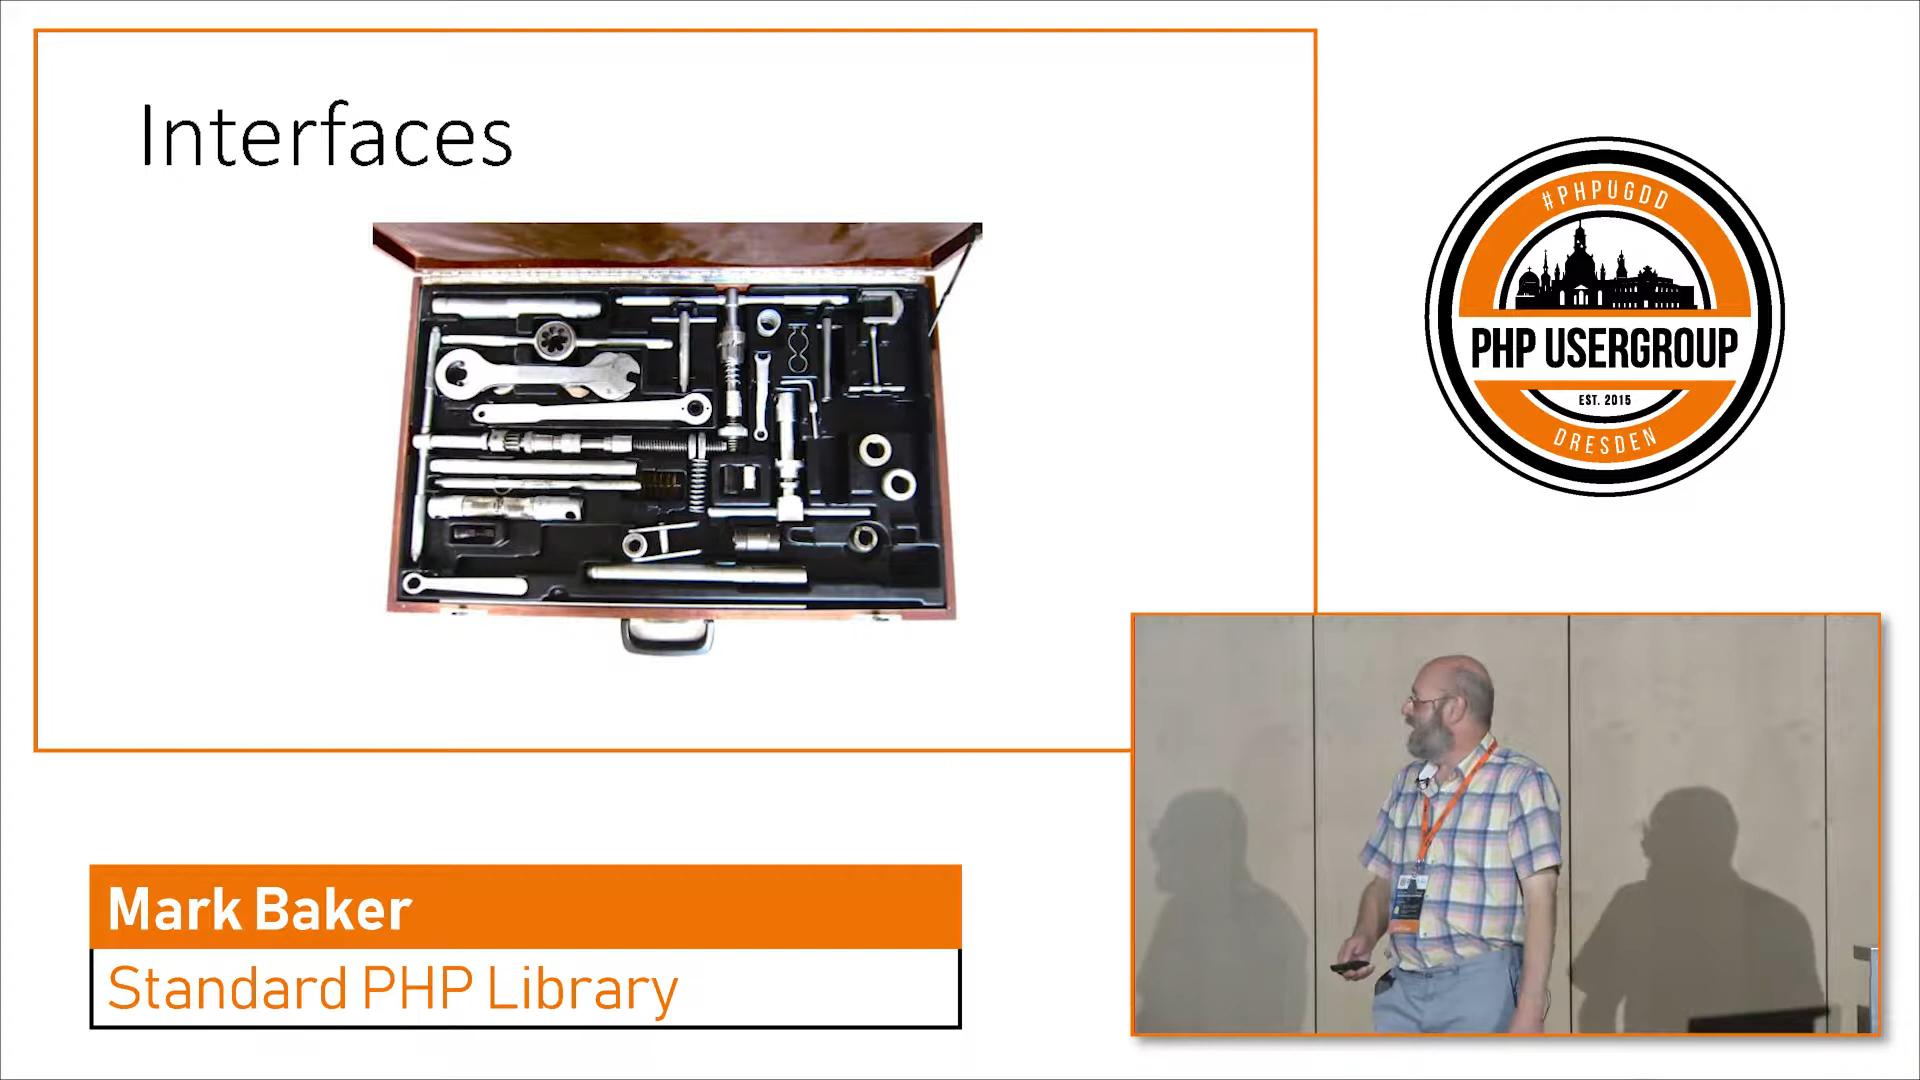 Interfaces
#PHPUGDD
PHP USERGROUP
EST. 2015
DRESDEN
Mark Baker
Standard PHP Library